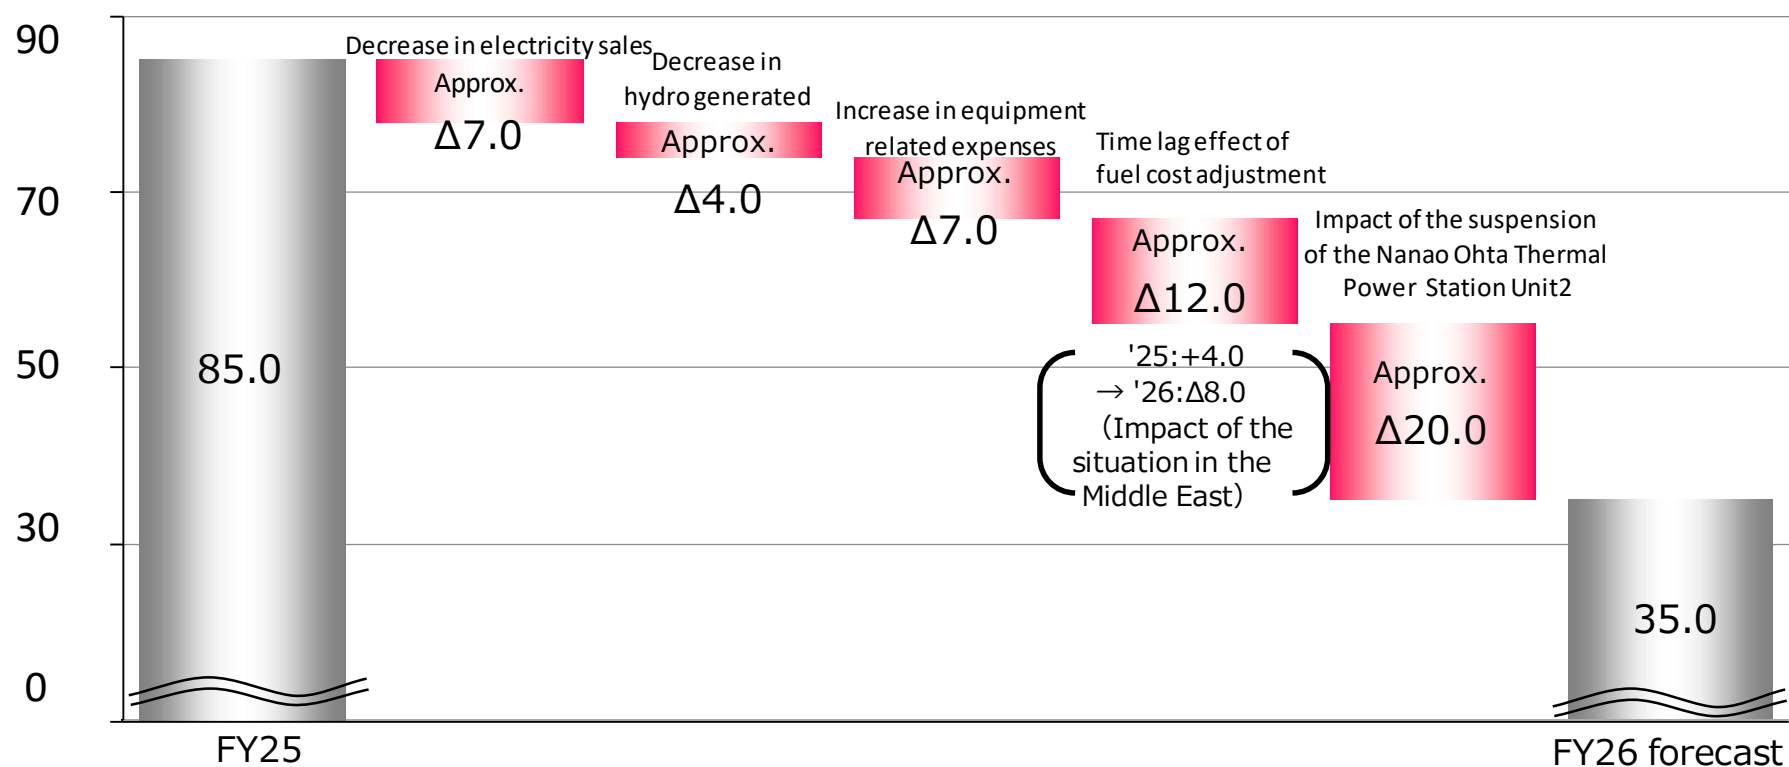 90
70
50
30
0
85.0
FY25
Decrease in electricity sales
Approx.
Δ7.0
Decrease in
hydro generated
Approx.
Δ4.0
Increase in equipment
related expenses
Approx.
Δ7.0
Time lag effect of
fuel cost adjustment
Approx.
Δ12.0
'25:+4.0
→ '26:Δ8.0
(Impact of the
situation in the
Middle East)
Impact of the suspension
of the Nanao Ohta Thermal
Power Station Unit2
Approx.
Δ20.0
35.0
FY26 forecast